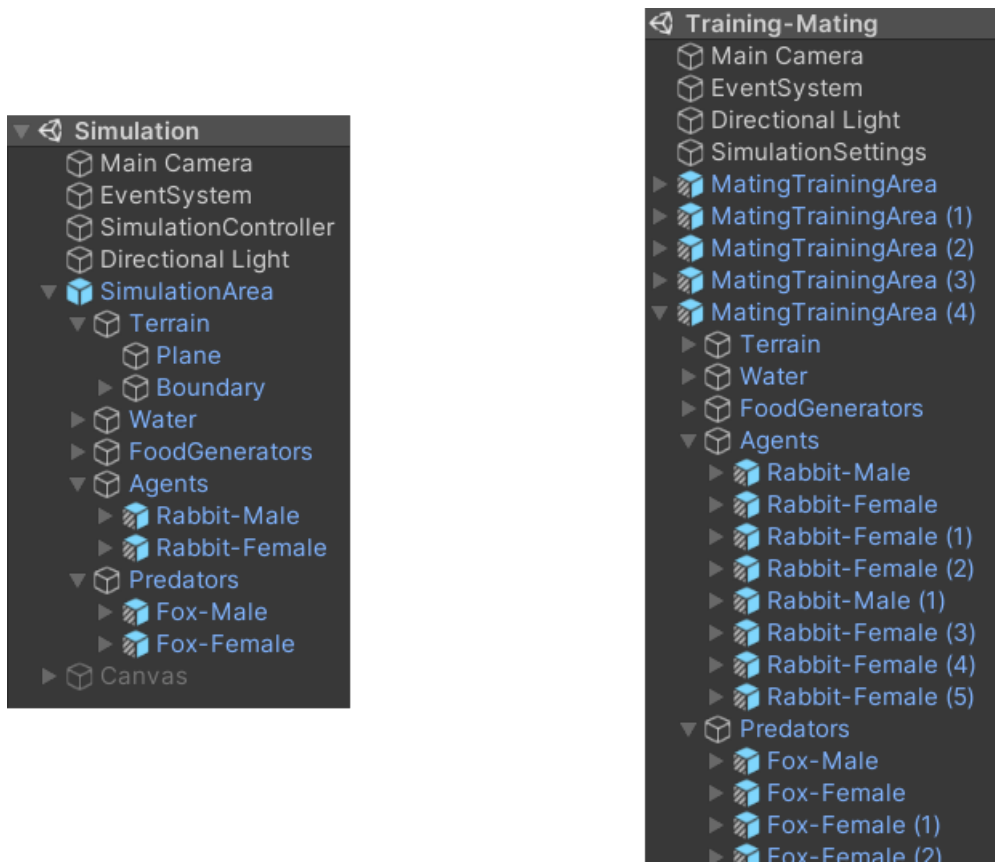 Simulation
Main Camera
EventSystem
SimulationController
Directional Light
SimulationArea
Terrain
Plane
Boundary
Water
FoodGenerators
Agents
Rabbit-Male
Rabbit-Female
Predators
Fox-Male
Fox-Female
Canvas
Training-Mating
Main Camera
EventSystem
Directional Light
SimulationSettings
MatingTrainingArea
MatingTrainingArea (1)
MatingTrainingArea (2)
MatingTrainingArea (3)
MatingTrainingArea (4)
Terrain
Water
FoodGenerators
Agents
Rabbit-Male
Rabbit-Female
Rabbit-Female (1)
Rabbit-Female (2)
Rabbit-Male (1)
Rabbit-Female (3)
Rabbit-Female (4)
Rabbit-Female (5)
Predators
Fox-Male
Fox-Female
Fox-Female (1)
Fox-Female (2)